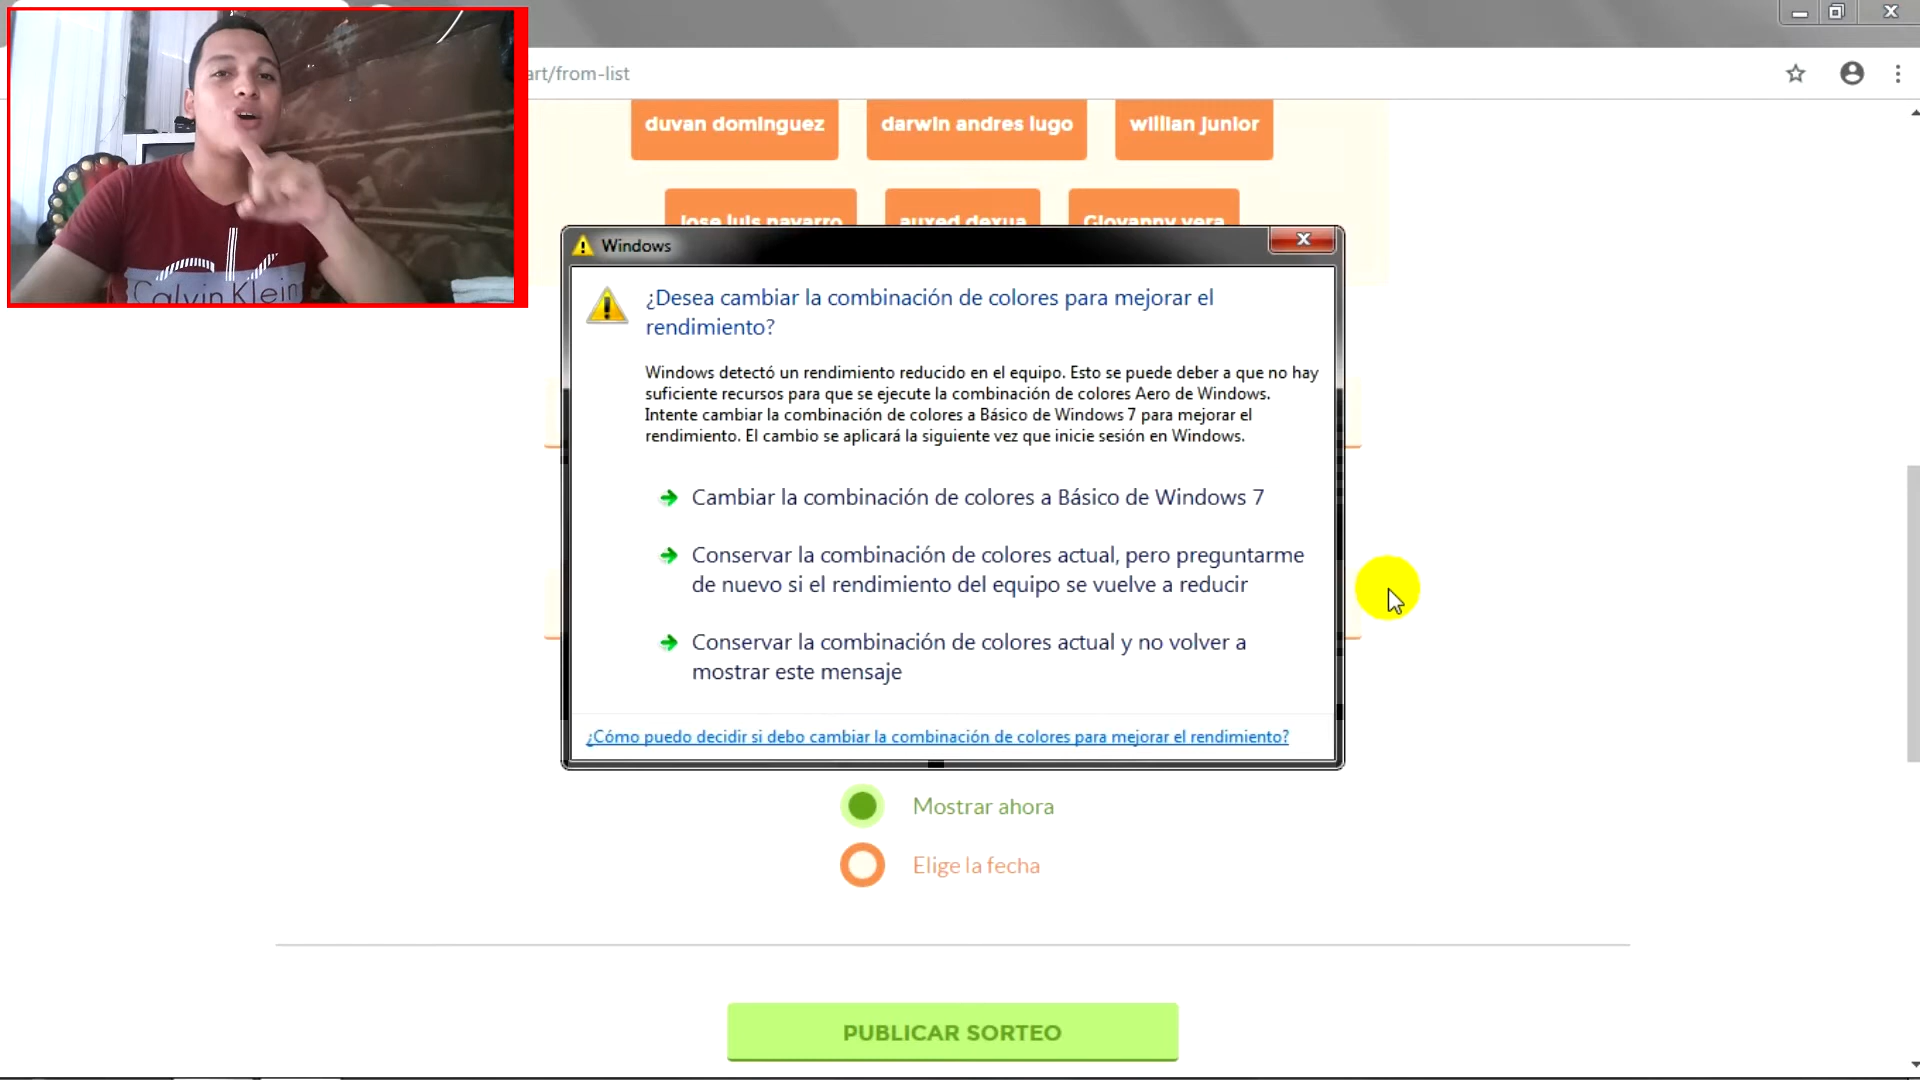 art/from-list
duvan dominguez
darwin andres lugo
willian junior
jose luis navarro
auxed dexua
Giovanny vera
Calvin Klein
Windows
¿Desea cambiar la combinación de colores para mejorar el
rendimiento?
Windows detectó un rendimiento reducido en el equipo. Esto se puede deber a que no hay
suficiente recursos para que se ejecute la combinación de colores Aero de Windows.
Intente cambiar la combinación de colores a Básico de Windows 7 para mejorar el
rendimiento. El cambio se aplicará la siguiente vez que inicie sesión en Windows.
Cambiar la combinación de colores a Básico de Windows 7
Conservar la combinación de colores actual, pero preguntarme
de nuevo si el rendimiento del equipo se vuelve a reducir
Conservar la combinación de colores actual y no volver a
mostrar este mensaje
¿Cómo puedo decidir si debo cambiar la combinación de colores para mejorar el rendimiento?
Mostrar ahora
Elige la fecha
PUBLICAR SORTEO